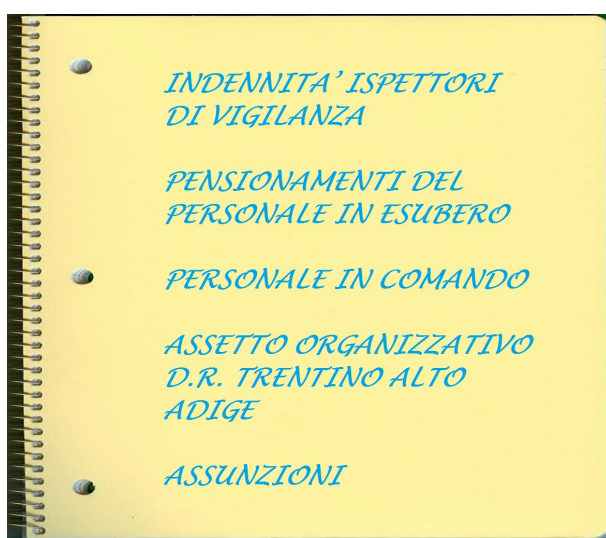 INDENNITA' ISPETTORI
DI VIGILANZA
PENSIONAMENTI DEL
PERSONALE IN ESUBERO
PERSONALE IN COMANDO
ASSETTO ORGANIZZATIVO
D.R. TRENTINO ALTO
ADIGE
ASSUNZIONI